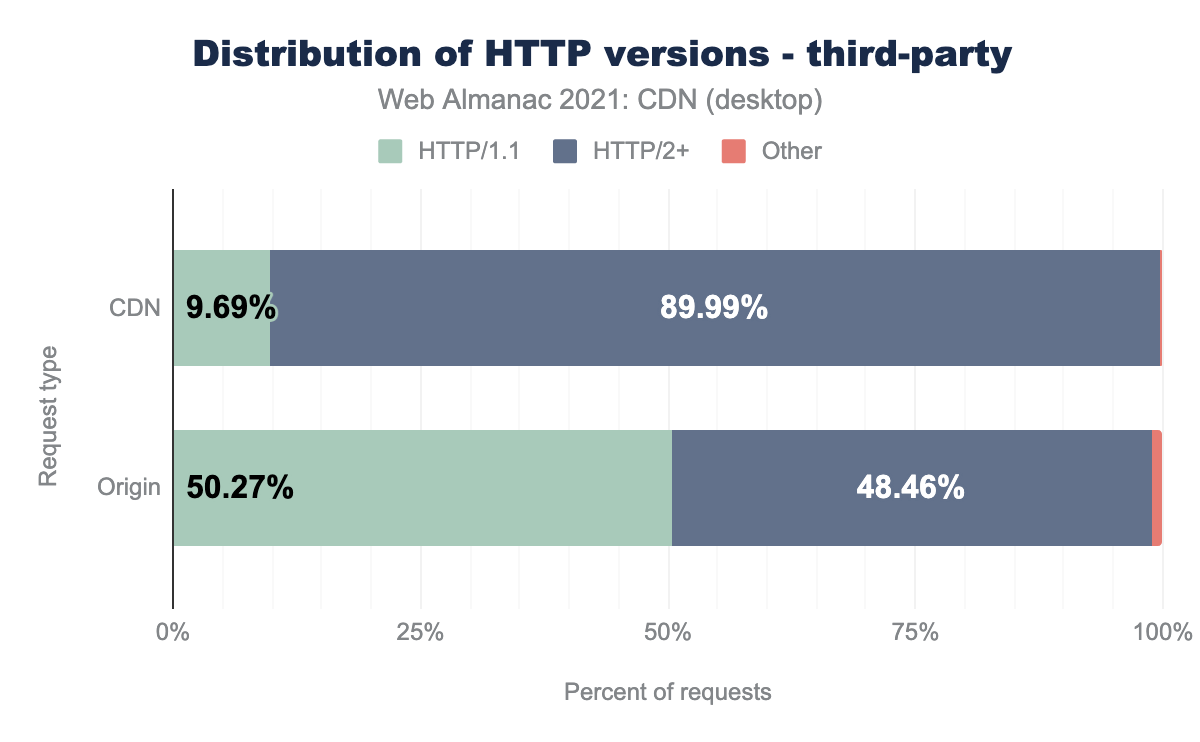 Distribution of HTTP versions - third-party
Web Almanac 2021: CDN (desktop)
HTTP/1.1 HTTP/2+ Other
CDN 9.69% 89.99%
Request type
Origin 50.27% 48.46%
0% 25% 50% 75% 100%
Percent of requests